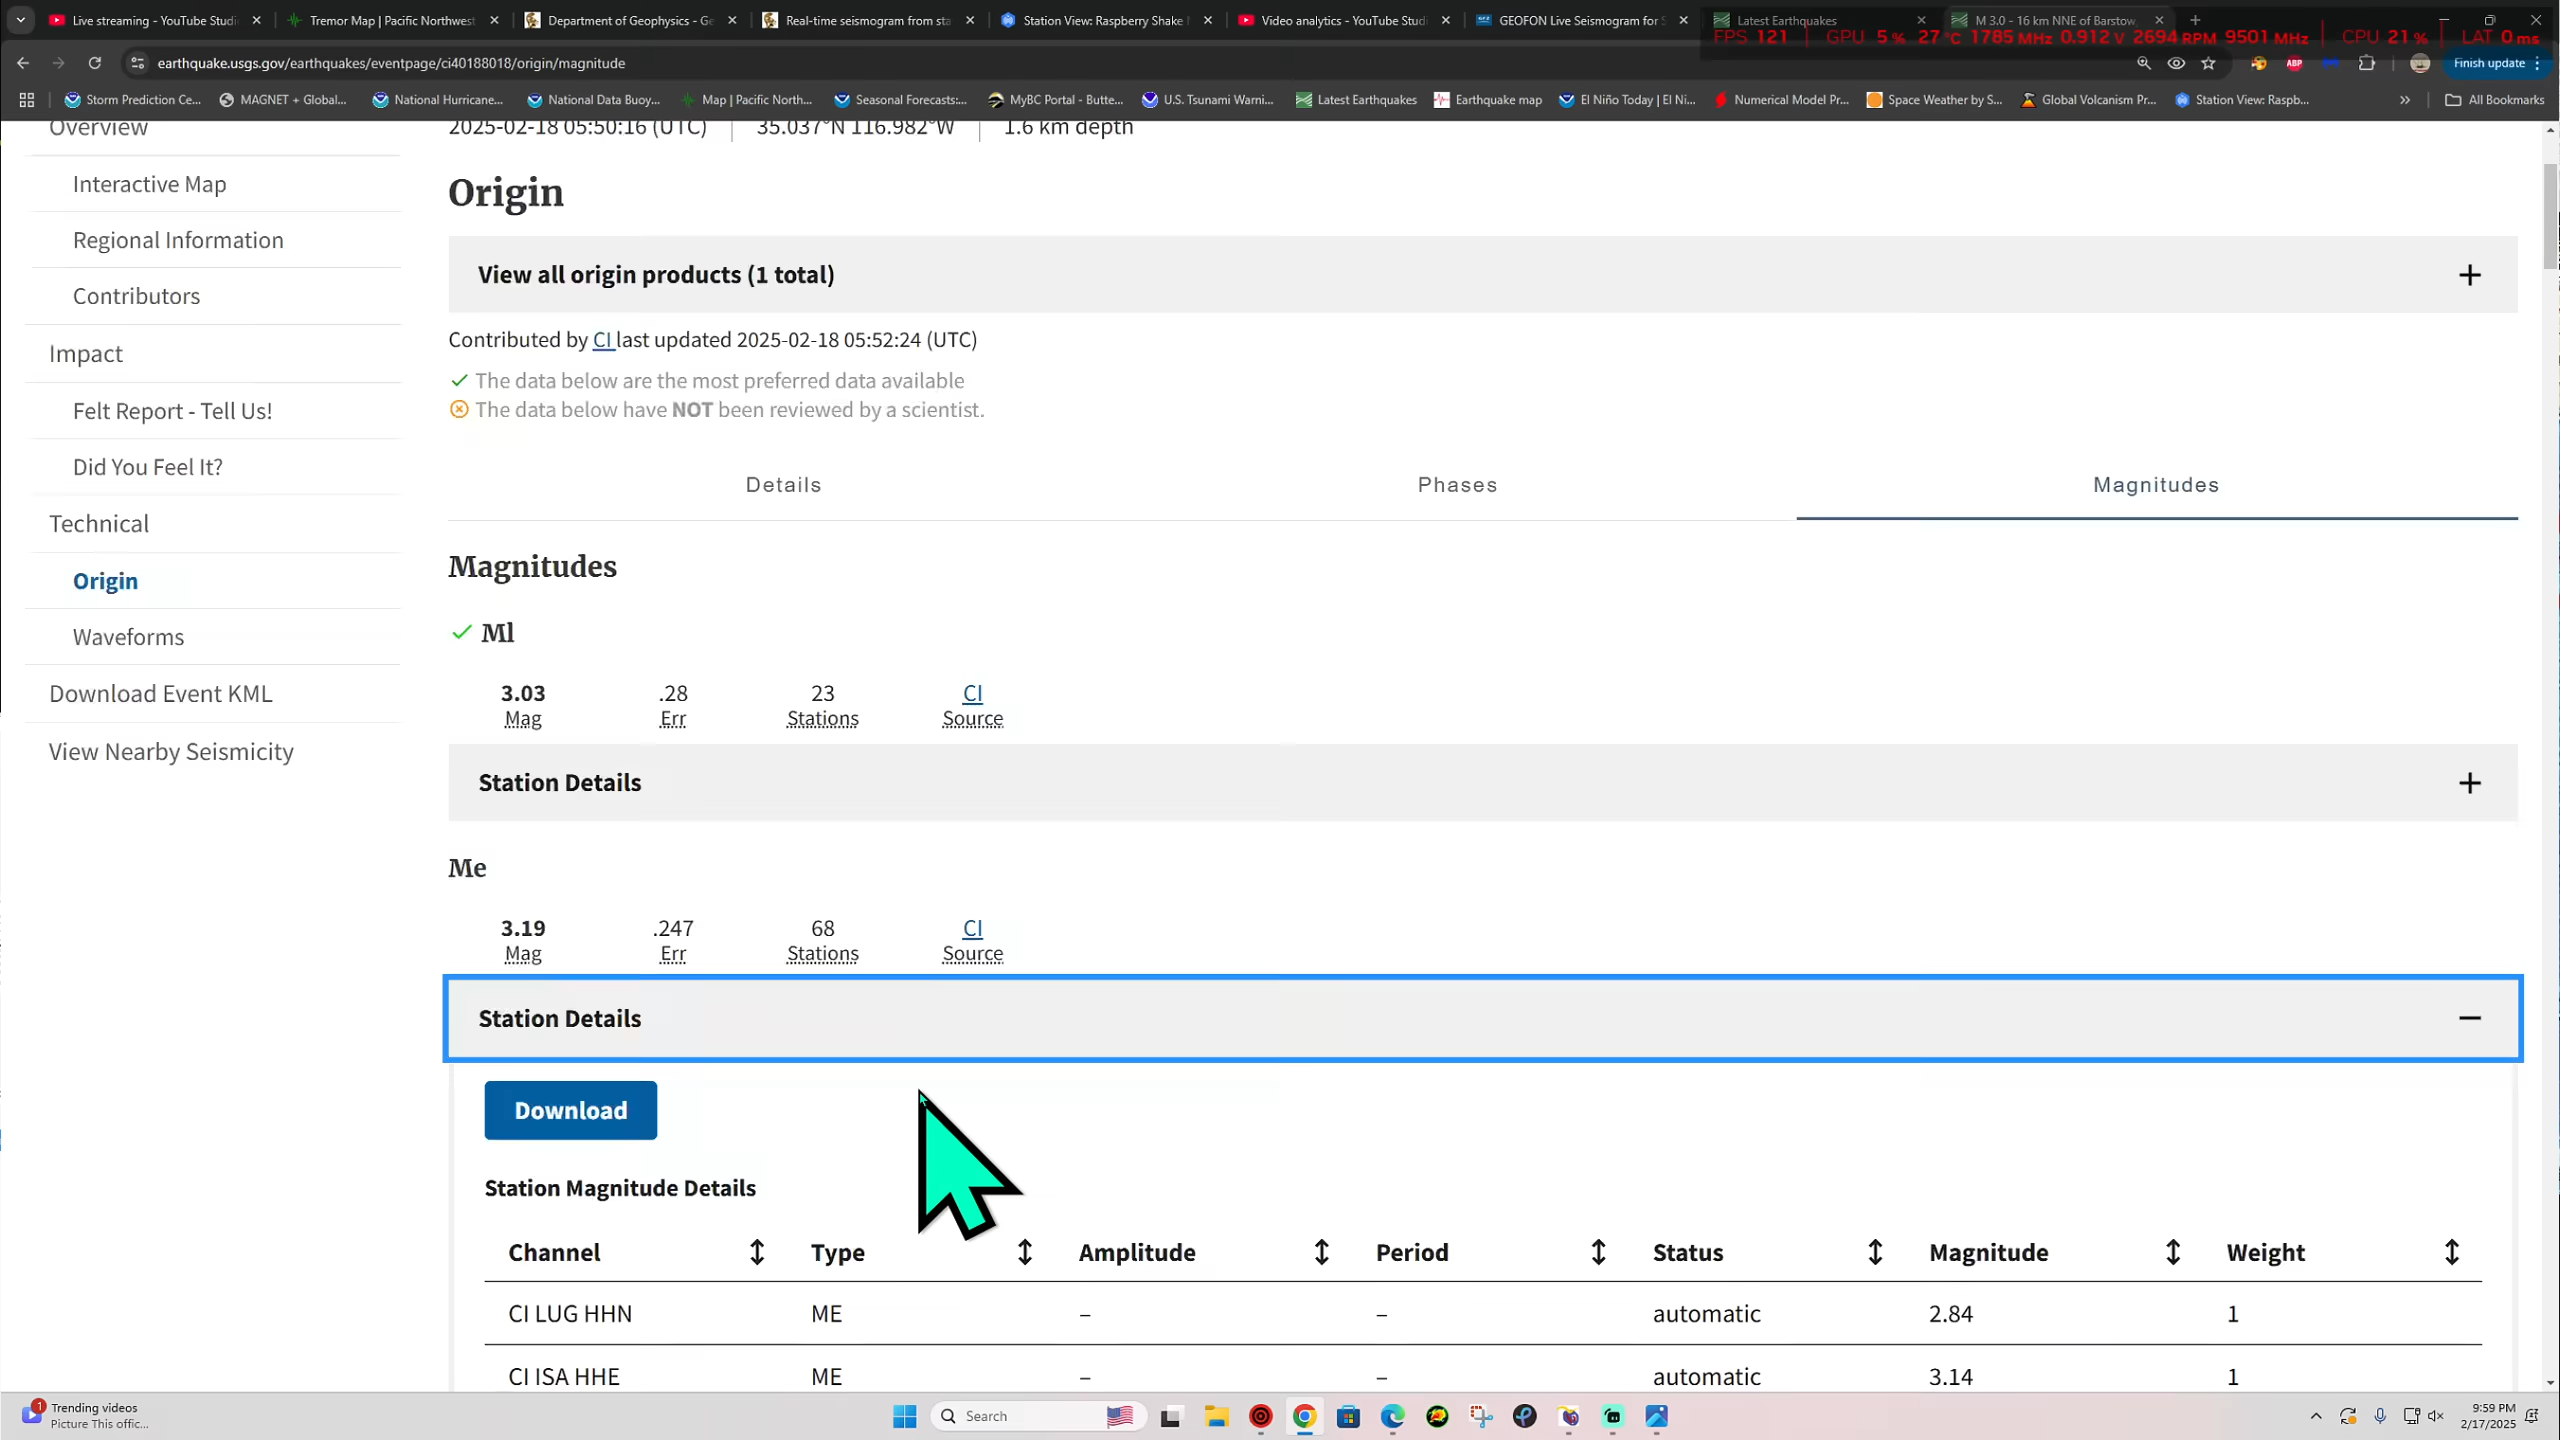 Live streaming - YouTube Studi
Tremor Map | Pacific Northwest
Department of Geophysics - Ge
Real-time seismogram from sta
Station View: Raspberry Shake
Video analytics - YouTube Studi
GEOFON Live Seismogram for S
Latest Earthquakes
M 3.0 - 16 km NNE of Barstow,
FPS 121 GPU 5 % 27 °C 1785 MHz 0.912 V 2694 RPM 9501 MHz CPU 21 % LAT 0 ms
earthquake.usgs.gov/earthquakes/eventpage/ci40188018/origin/magnitude
ABP
Finish update
Storm Prediction Ce...
MAGNET + Global...
National Hurricane...
National Data Buoy...
Map | Pacific North...
Seasonal Forecasts:...
MyBC Portal - Butte...
U.S. Tsunami Warni...
Latest Earthquakes
Earthquake map
El Niño Today | El Ni...
Numerical Model Pr...
Space Weather by S...
Global Volcanism Pr...
Station View: Raspb...
All Bookmarks
Overview
Interactive Map
Regional Information
Contributors
Impact
Felt Report - Tell Us!
Did You Feel It?
Technical
Origin
Waveforms
Download Event KML
View Nearby Seismicity
2025-02-18 05:50:16 (UTC) 35.037°N 116.982°W 1.6 km depth
Origin
View all origin products (1 total)
Contributed by CI last updated 2025-02-18 05:52:24 (UTC)
The data below are the most preferred data available
The data below have NOT been reviewed by a scientist.
Details Phases Magnitudes
Magnitudes
Ml
3.03 .28 23 CI
Mag Err Stations Source
Station Details
Me
3.19 .247 68 CI
Mag Err Stations Source
Station Details
Download
Station Magnitude Details
Channel Type Amplitude Period Status Magnitude Weight
CI LUG HHN ME – – automatic 2.84 1
CI ISA HHE ME – – automatic 3.14 1
1
Trending videos
Picture This offic...
Search
9:59 PM
2/17/2025